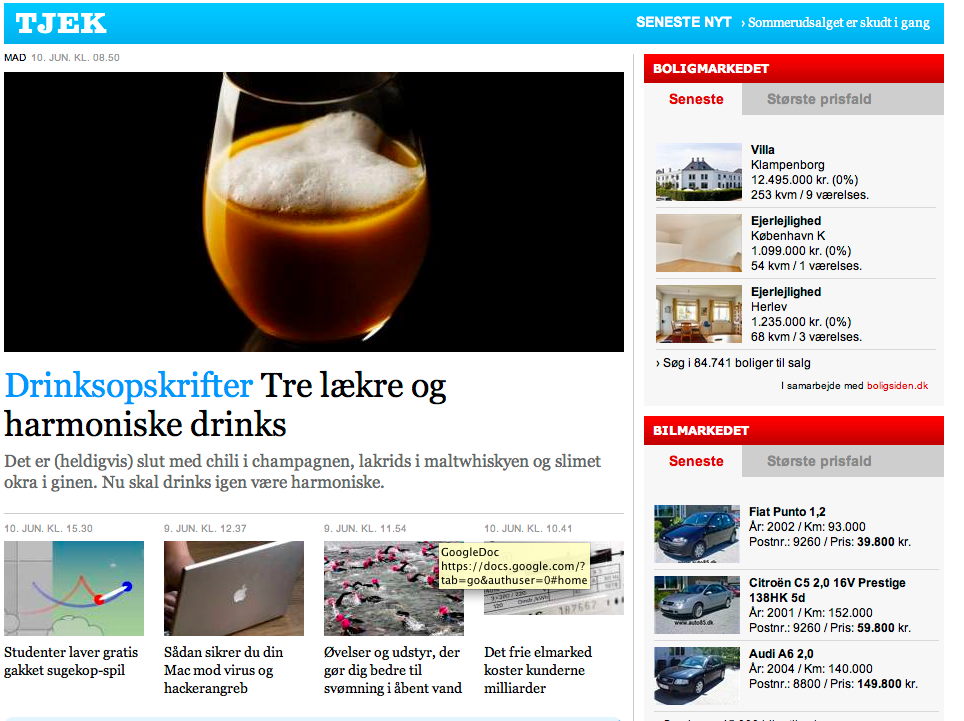 TJEK
SENESTE NYT › Sommerudsalget er skudt i gang
MAD 10. JUN. KL. 08.50
Drinksopskrifter Tre lækre og
harmoniske drinks
Det er (heldigvis) slut med chili i champagnen, lakrids i maltwhiskyen og slimet
okra i ginen. Nu skal drinks igen være harmoniske.
10. JUN. KL. 15.30
Studenter laver gratis
gakket sugekop-spil
9. JUN. KL. 12.37
Sådan sikrer du din
Mac mod virus og
hackerangreb
9. JUN. KL. 11.54
Øvelser og udstyr, der
gør dig bedre til
svømning i åbent vand
10. JUN. KL. 10.41
Det frie elmarked
koster kunderne
milliarder
GoogleDoc
https://docs.google.com/?
tab=go&authuser=0#home
BOLIGMARKEDET
Seneste Største prisfald
Villa
Klampenborg
12.495.000 kr. (0%)
253 kvm / 9 værelses.
Ejerlejlighed
København K
1.099.000 kr. (0%)
54 kvm / 1 værelses.
Ejerlejlighed
Herlev
1.235.000 kr. (0%)
68 kvm / 3 værelses.
› Søg i 84.741 boliger til salg
I samarbejde med boligsiden.dk
BILMARKEDET
Seneste Største prisfald
Fiat Punto 1,2
År: 2002 / Km: 93.000
Postnr.: 9260 / Pris: 39.800 kr.
Citroën C5 2,0 16V Prestige
138HK 5d
År: 2001 / Km: 152.000
Postnr.: 9260 / Pris: 59.800 kr.
www.auto85.dk
Audi A6 2,0
År: 2004 / Km: 140.000
Postnr.: 8800 / Pris: 149.800 kr.